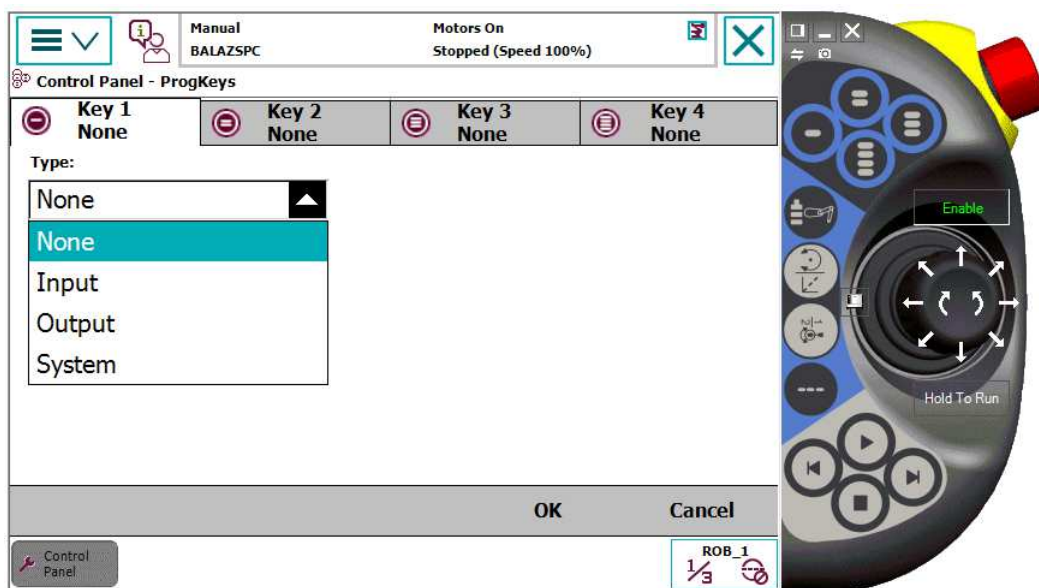 Manual
BALAZSPC
Motors On
Stopped (Speed 100%)
Control Panel - ProgKeys
Key 1
None
Key 2
None
Key 3
None
Key 4
None
Type:
None
None
Input
Output
System
OK
Cancel
Control
Panel
ROB_1
1/3
Enable
Hold To Run